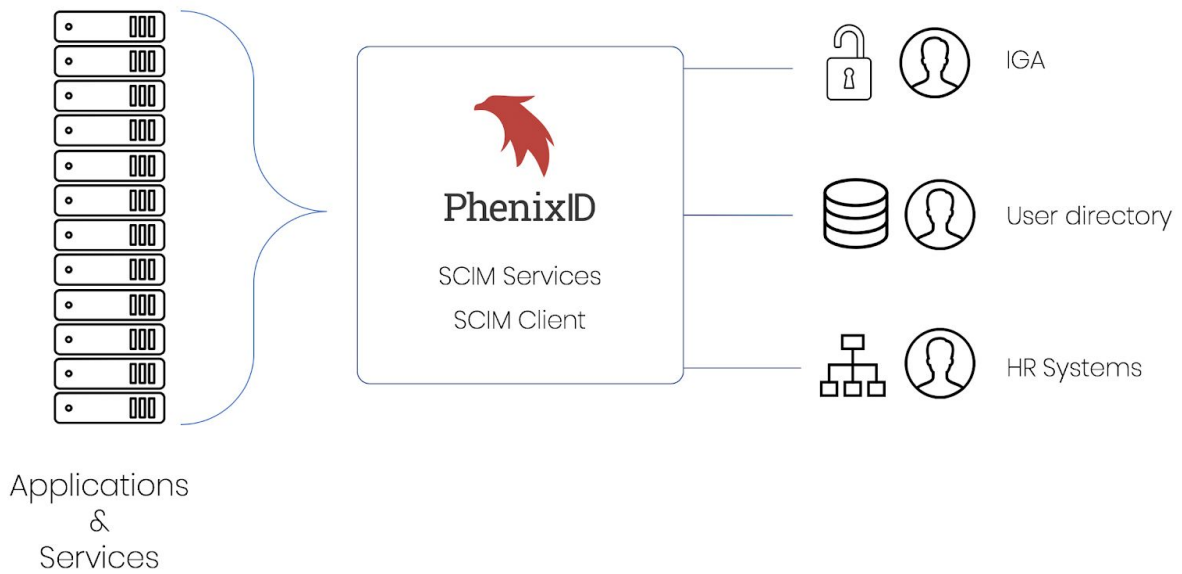 PhenixID
SCIM Services
SCIM Client
IGA
User directory
HR Systems
Applications
&
Services